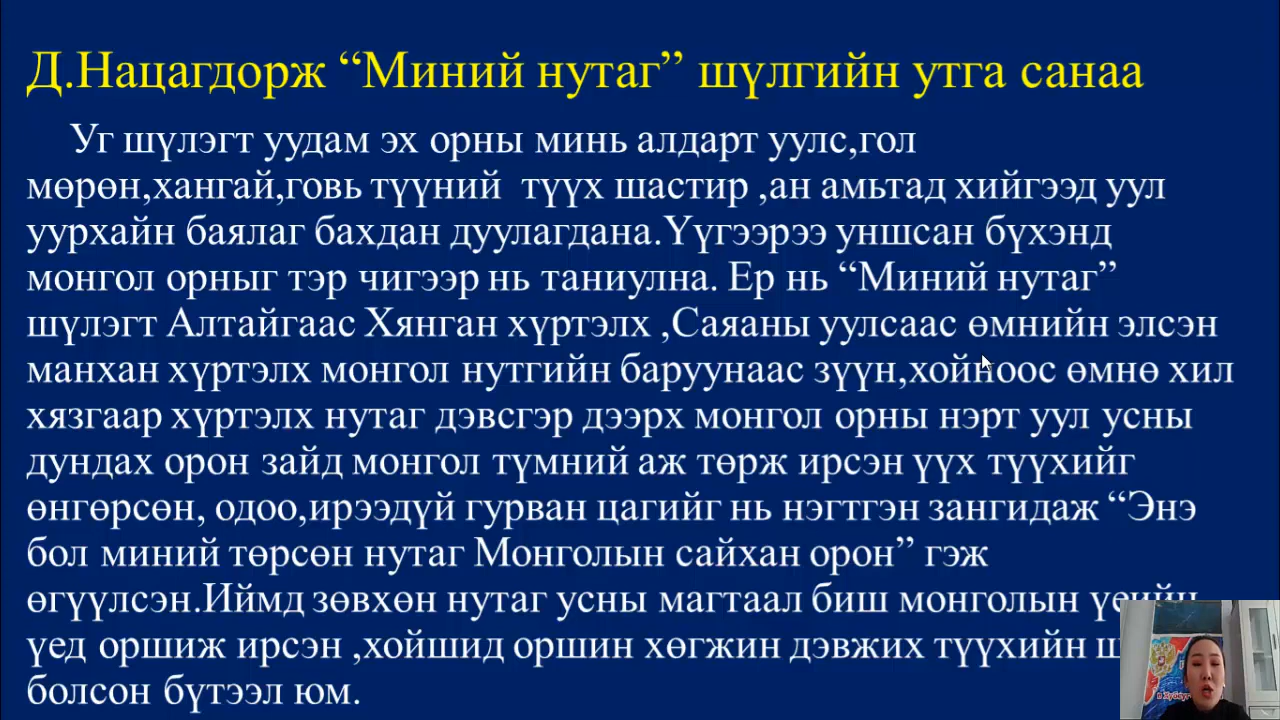 Д.Нацагдорж “Миний нутаг” шүлгийн утга санаа
Уг шүлэгт уудам эх орны минь алдарт уулс,гол
мөрөн,хангай,говь түүний түүх шастир ,ан амьтад хийгээд уул
уурхайн баялаг бахдан дуулагдана.Үүгээрээ уншсан бүхэнд
монгол орныг тэр чигээр нь таниулна. Ер нь “Миний нутаг”
шүлэгт Алтайгаас Хянган хүртэлх ,Саяаны уулсаас өмнийн элсэн
манхан хүртэлх монгол нутгийн баруунаас зүүн,хойноос өмнө хил
хязгаар хүртэлх нутаг дэвсгэр дээрх монгол орны нэрт уул усны
дундах орон зайд монгол түмний аж төрж ирсэн үүх түүхийг
өнгөрсөн, одоо,ирээдүй гурван цагийг нь нэгтгэн зангидаж “Энэ
бол миний төрсөн нутаг Монголын сайхан орон” гэж
өгүүлсэн.Иймд зөвхөн нутаг усны магтаал биш монголын үеийн
үед оршиж ирсэн ,хойшид оршин хөгжин дэвжих түүхийн
болсон бүтээл юм.